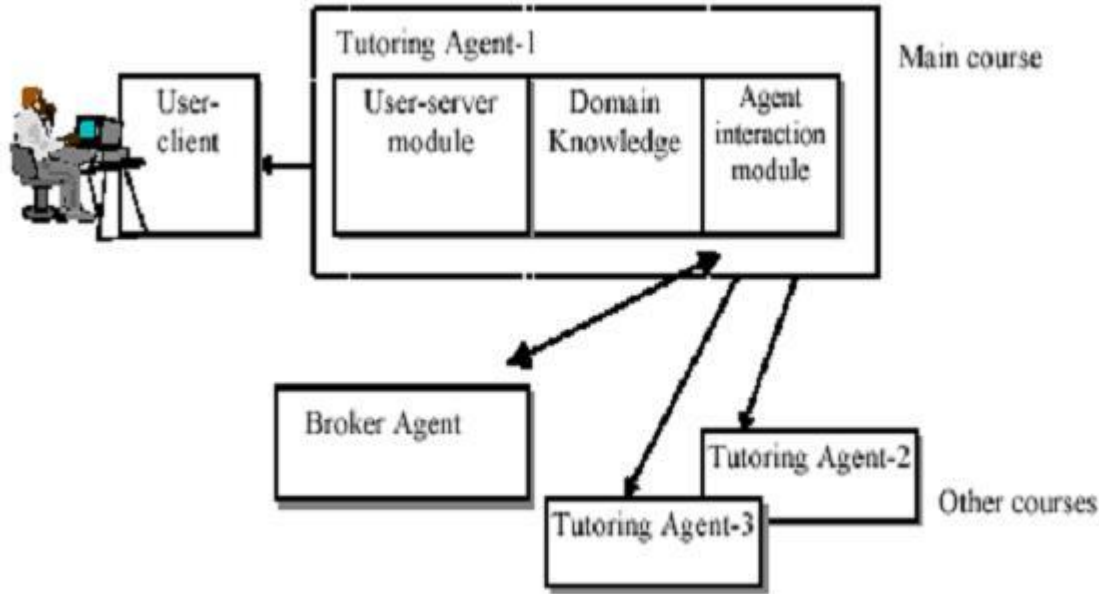 Tutoring Agent-1
Main course
User-
client
User-server
module
Domain
Knowledge
Agent
interaction
module
Broker Agent
Tutoring Agent-2
Other courses
Tutoring Agent-3